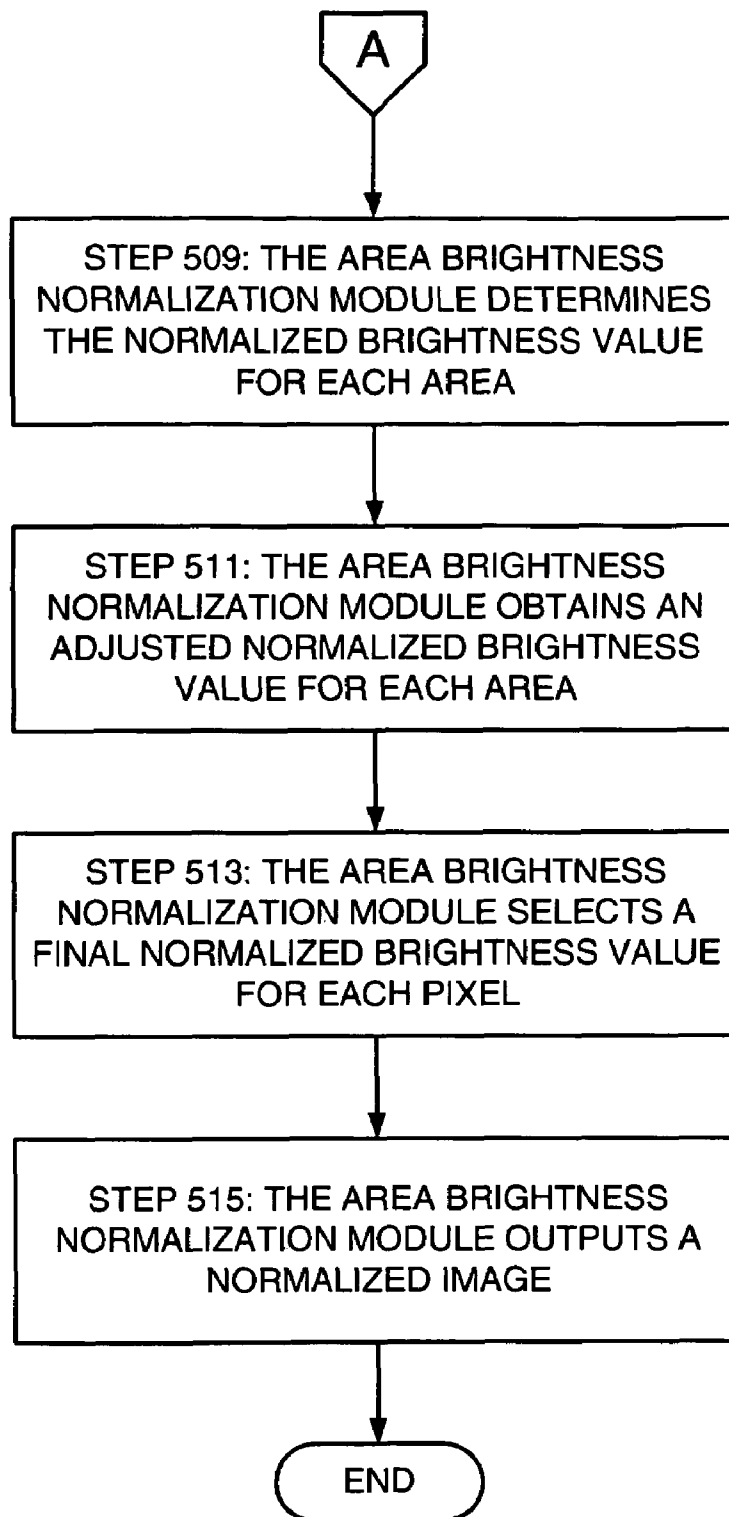 A
STEP 509: THE AREA BRIGHTNESS
NORMALIZATION MODULE DETERMINES
THE NORMALIZED BRIGHTNESS VALUE
FOR EACH AREA
STEP 511: THE AREA BRIGHTNESS
NORMALIZATION MODULE OBTAINS AN
ADJUSTED NORMALIZED BRIGHTNESS
VALUE FOR EACH AREA
STEP 513: THE AREA BRIGHTNESS
NORMALIZATION MODULE SELECTS A
FINAL NORMALIZED BRIGHTNESS VALUE
FOR EACH PIXEL
STEP 515: THE AREA BRIGHTNESS
NORMALIZATION MODULE OUTPUTS A
NORMALIZED IMAGE
END